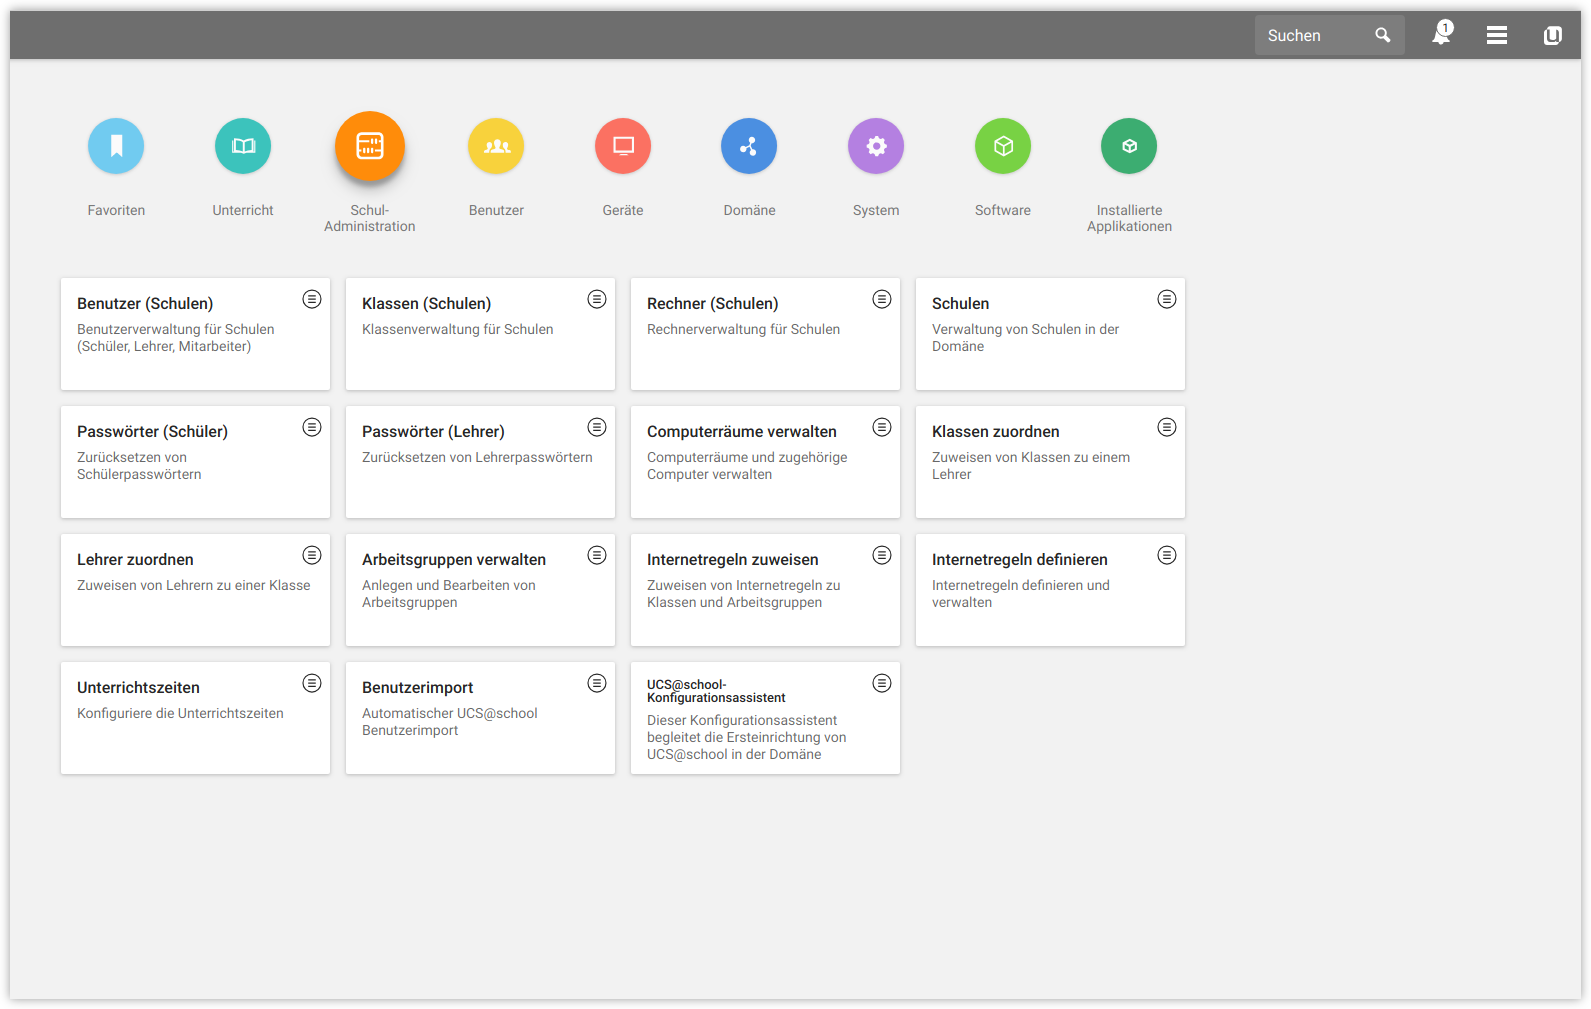 Suchen
1
Favoriten
Unterricht
Schul-
Administration
Benutzer
Geräte
Domäne
System
Software
Installierte
Applikationen
Benutzer (Schulen)
Benutzerverwaltung für Schulen
(Schüler, Lehrer, Mitarbeiter)
Klassen (Schulen)
Klassenverwaltung für Schulen
Rechner (Schulen)
Rechnerverwaltung für Schulen
Schulen
Verwaltung von Schulen in der
Domäne
Passwörter (Schüler)
Zurücksetzen von
Schülerpasswörtern
Passwörter (Lehrer)
Zurücksetzen von Lehrerpasswörtern
Computerräume verwalten
Computerräume und zugehörige
Computer verwalten
Klassen zuordnen
Zuweisen von Klassen zu einem
Lehrer
Lehrer zuordnen
Zuweisen von Lehrern zu einer Klasse
Arbeitsgruppen verwalten
Anlegen und Bearbeiten von
Arbeitsgruppen
Internetregeln zuweisen
Zuweisen von Internetregeln zu
Klassen und Arbeitsgruppen
Internetregeln definieren
Internetregeln definieren und
verwalten
Unterrichtszeiten
Konfiguriere die Unterrichtszeiten
Benutzerimport
Automatischer UCS@school
Benutzerimport
UCS@school-
Konfigurationsassistent
Dieser Konfigurationsassistent
begleitet die Ersteinrichtung von
UCS@school in der Domäne